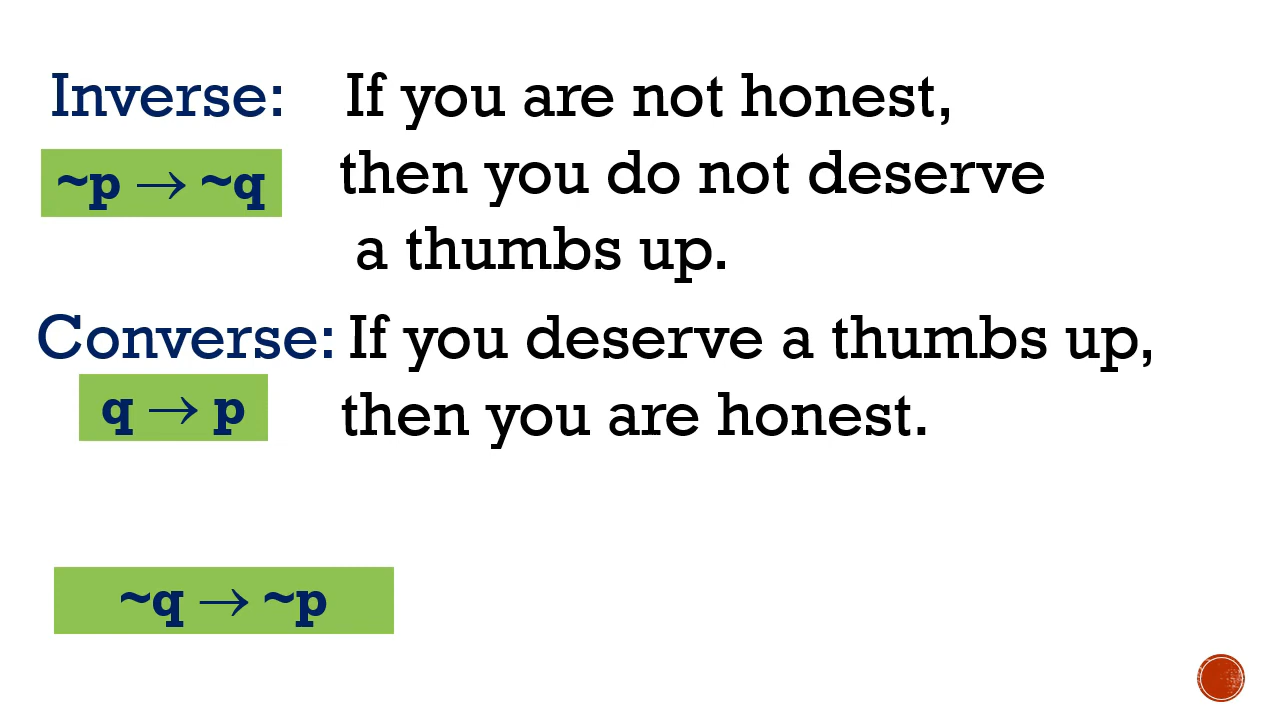 Inverse: If you are not honest,
~p → ~q then you do not deserve
a thumbs up.
Converse: If you deserve a thumbs up,
q → p then you are honest.
~q → ~p